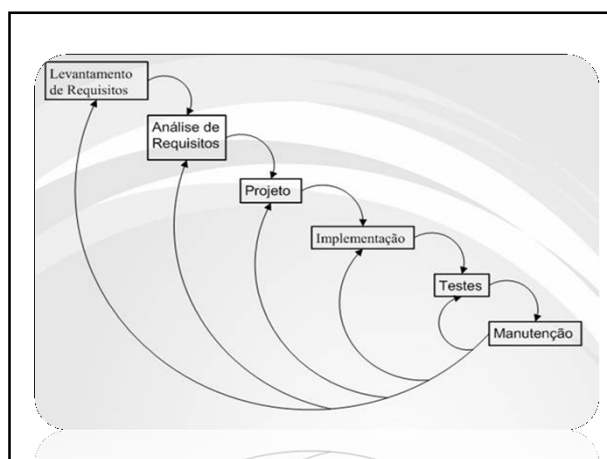 Levantamento
de Requisitos
Análise de
Requisitos
Projeto
Implementação
Testes
Manutenção